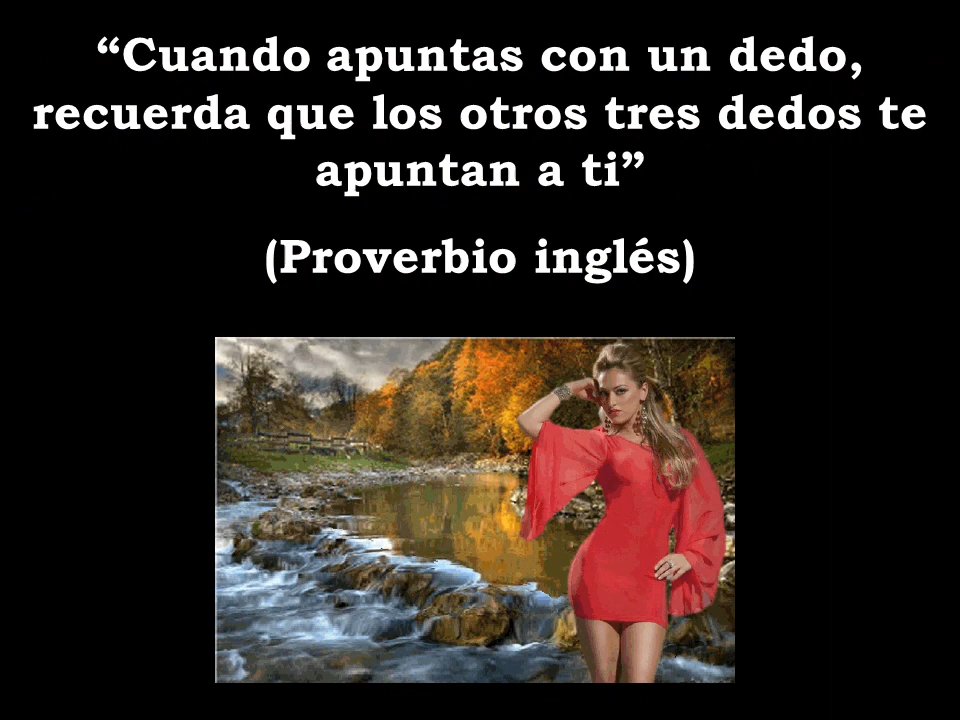 “Cuando apuntas con un dedo,
recuerda que los otros tres dedos te
apuntan a ti”
(Proverbio inglés)